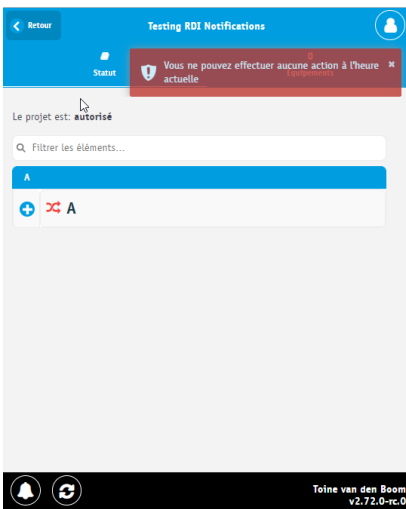 Retour
Testing RDI Notifications
Statut
Équipements
Vous ne pouvez effectuer aucune action à l'heure
actuelle
Le projet est: autorisé
Filtrer les éléments...
A
A
Toine van den Boom
v2.72.0-rc.0